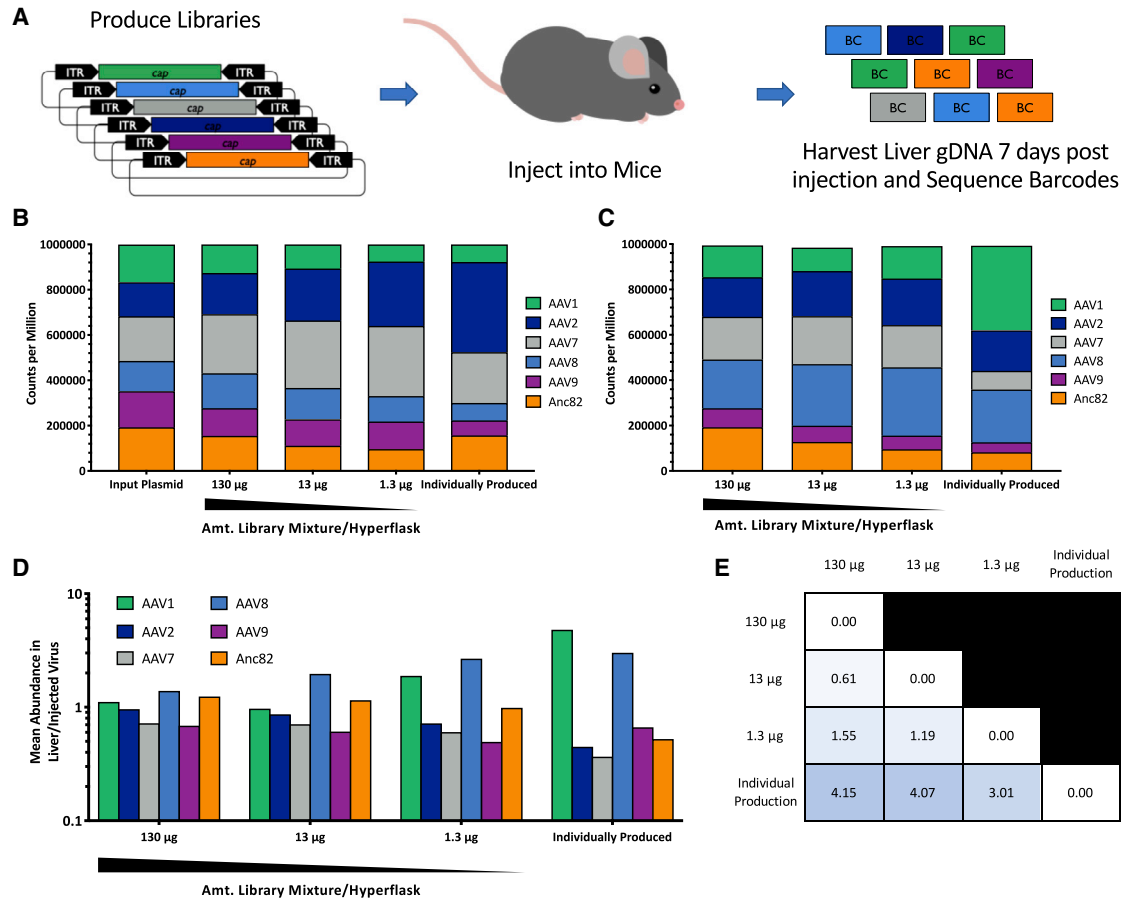 A
Produce Libraries
ITR cap ITR
ITR cap ITR
ITR cap ITR
ITR cap ITR
ITR cap ITR
ITR cap ITR
Inject into Mice
BC BC BC
BC BC BC
BC BC BC
Harvest Liver gDNA 7 days post
injection and Sequence Barcodes
B
Counts per Million
1000000
800000
600000
400000
200000
0
Input Plasmid 130 µg 13 µg 1.3 µg Individually Produced
Amt. Library Mixture/Hyperflask
AAV1
AAV2
AAV7
AAV8
AAV9
Anc82
C
Counts per Million
1000000
800000
600000
400000
200000
0
130 µg 13 µg 1.3 µg Individually Produced
Amt. Library Mixture/Hyperflask
AAV1
AAV2
AAV7
AAV8
AAV9
Anc82
D
Mean Abundance in
Liver/Injected Virus
10
1
0.1
AAV1 AAV8
AAV2 AAV9
AAV7 Anc82
130 µg 13 µg 1.3 µg Individually Produced
Amt. Library Mixture/Hyperflask
E
130 µg 13 µg 1.3 µg Individual
Production
130 µg 0.00
13 µg 0.61 0.00
1.3 µg 1.55 1.19 0.00
Individual
Production 4.15 4.07 3.01 0.00